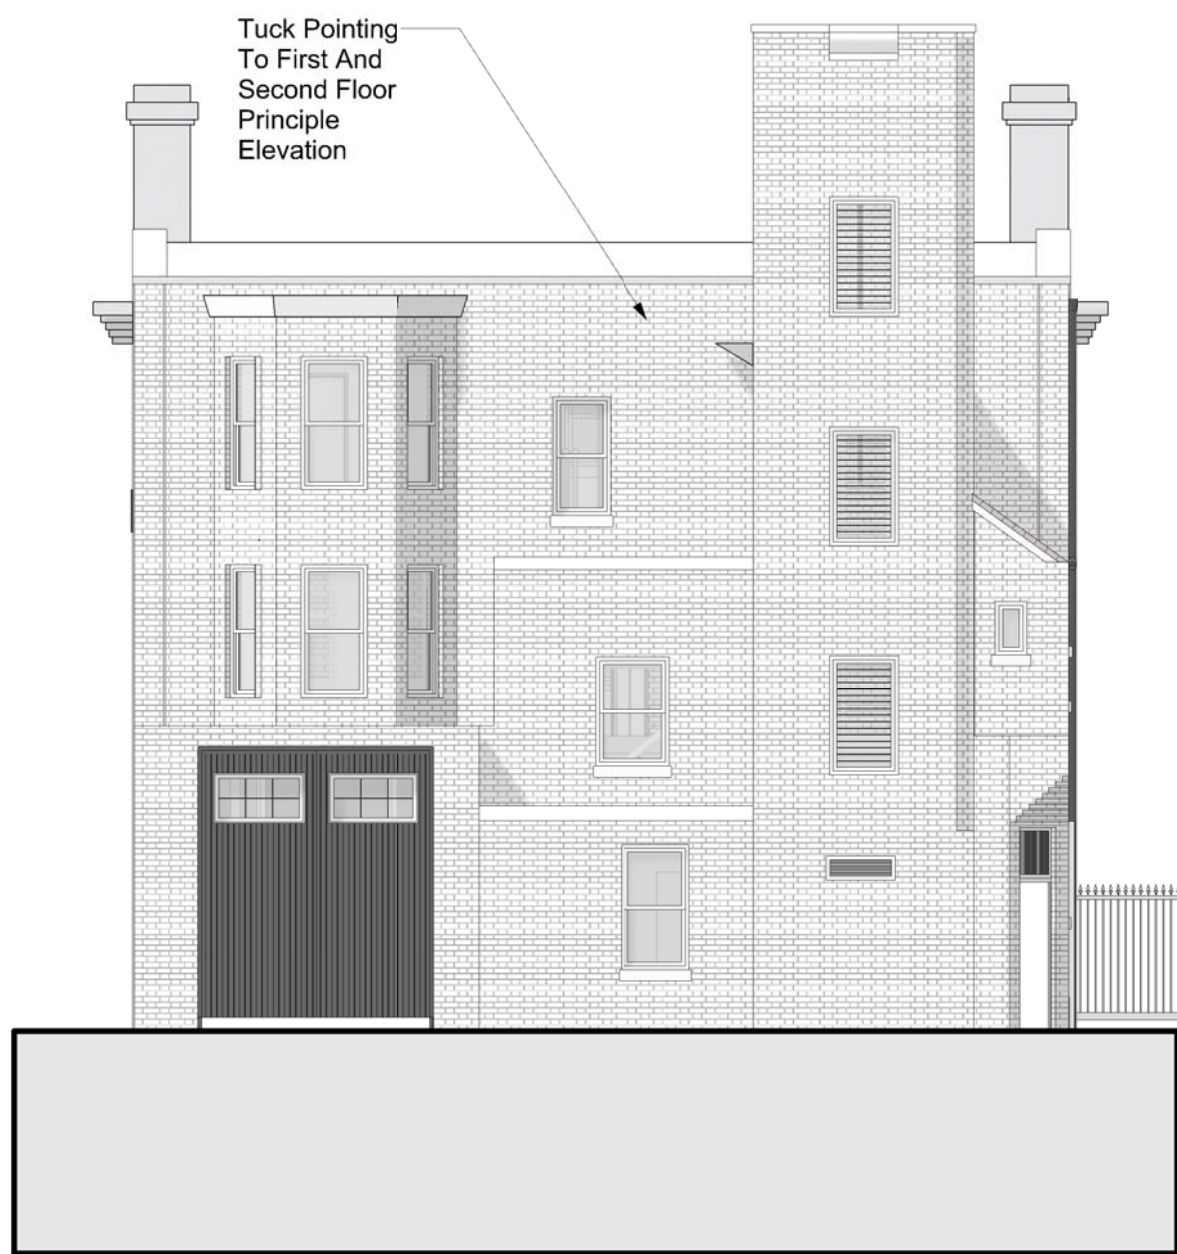 Tuck Pointing
To First And
Second Floor
Principle
Elevation